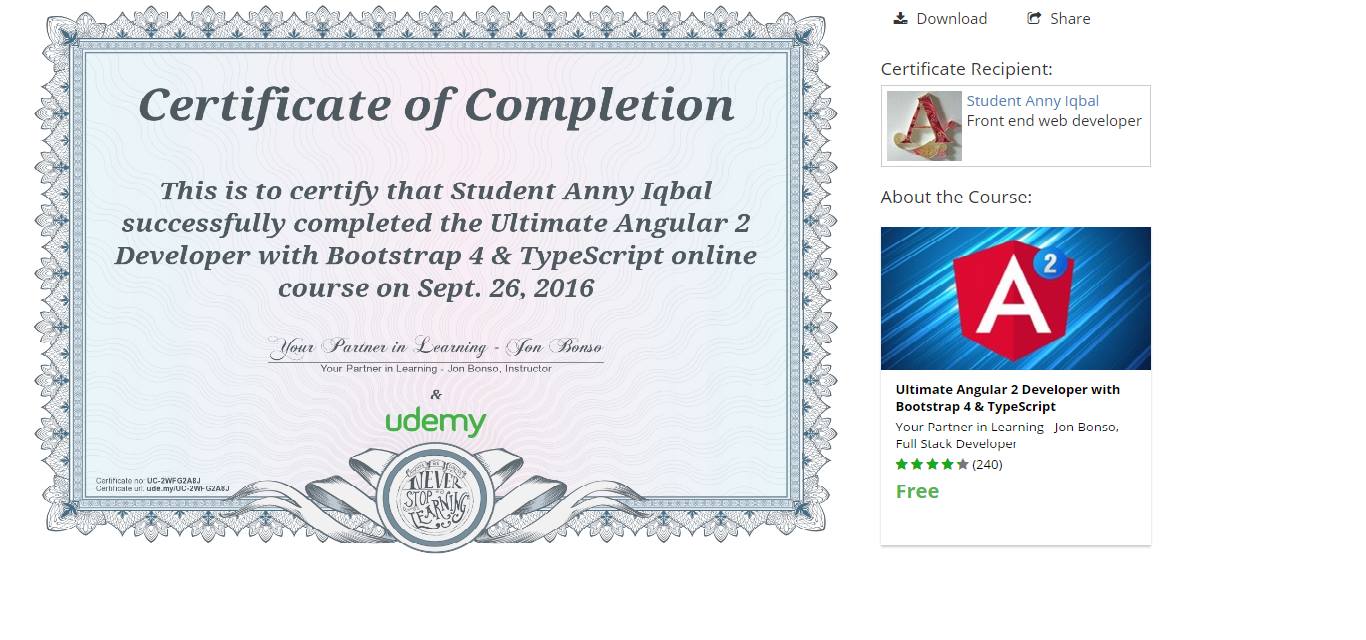 Certificate of Completion
This is to certify that Student Anny Iqbal
successfully completed the Ultimate Angular 2
Developer with Bootstrap 4 & TypeScript online
course on Sept. 26, 2016
Your Partner in Learning - Jon Bonso
Your Partner in Learning - Jon Bonso, Instructor
&
udemy
NEVER
STOP
LEARNING
Certificate no: UC-2WFG2A8J
Certificate url: ude.my/UC-2WFG2A8J
Download
Share
Certificate Recipient:
A
Student Anny Iqbal
Front end web developer
About the Course:
A
2
Ultimate Angular 2 Developer with
Bootstrap 4 & TypeScript
Your Partner in Learning - Jon Bonso,
Full Stack Developer
(240)
Free